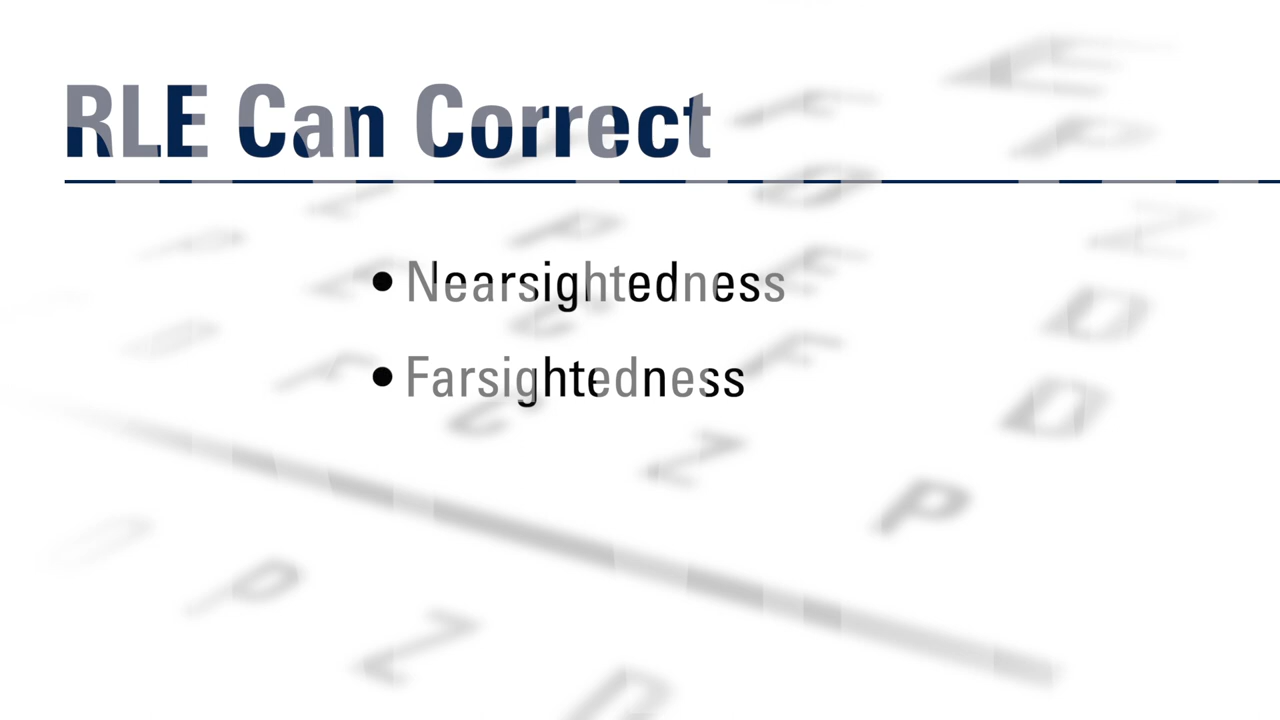 RLE Can Correct
• Nearsightedness
• Farsightedness